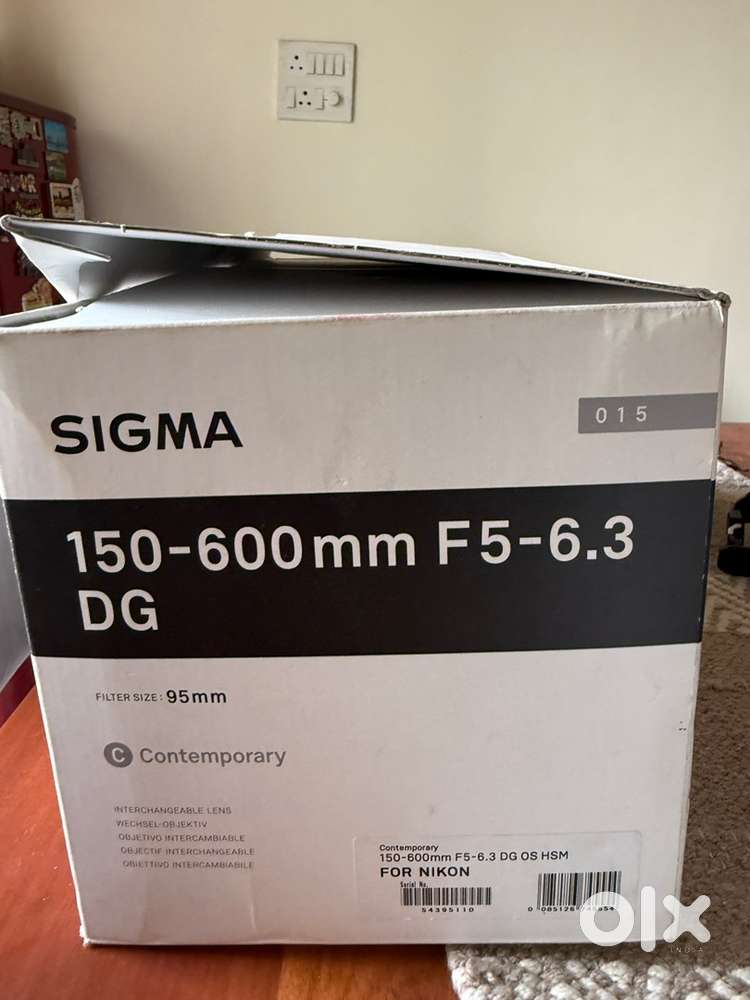 SIGMA
015
150-600mm F5-6.3
DG
FILTER SIZE: 95mm
C Contemporary
INTERCHANGEABLE LENS
WECHSEL-OBJEKTIV
OBJETIVO INTERCAMBIABLE
OBJECTIF INTERCHANGEABLE
OBIETTIVO INTERCAMBIABILE
Contemporary
150-600mm F5-6.3 DG OS HSM
FOR NIKON
Serial No.
54395110
olx
INDIA